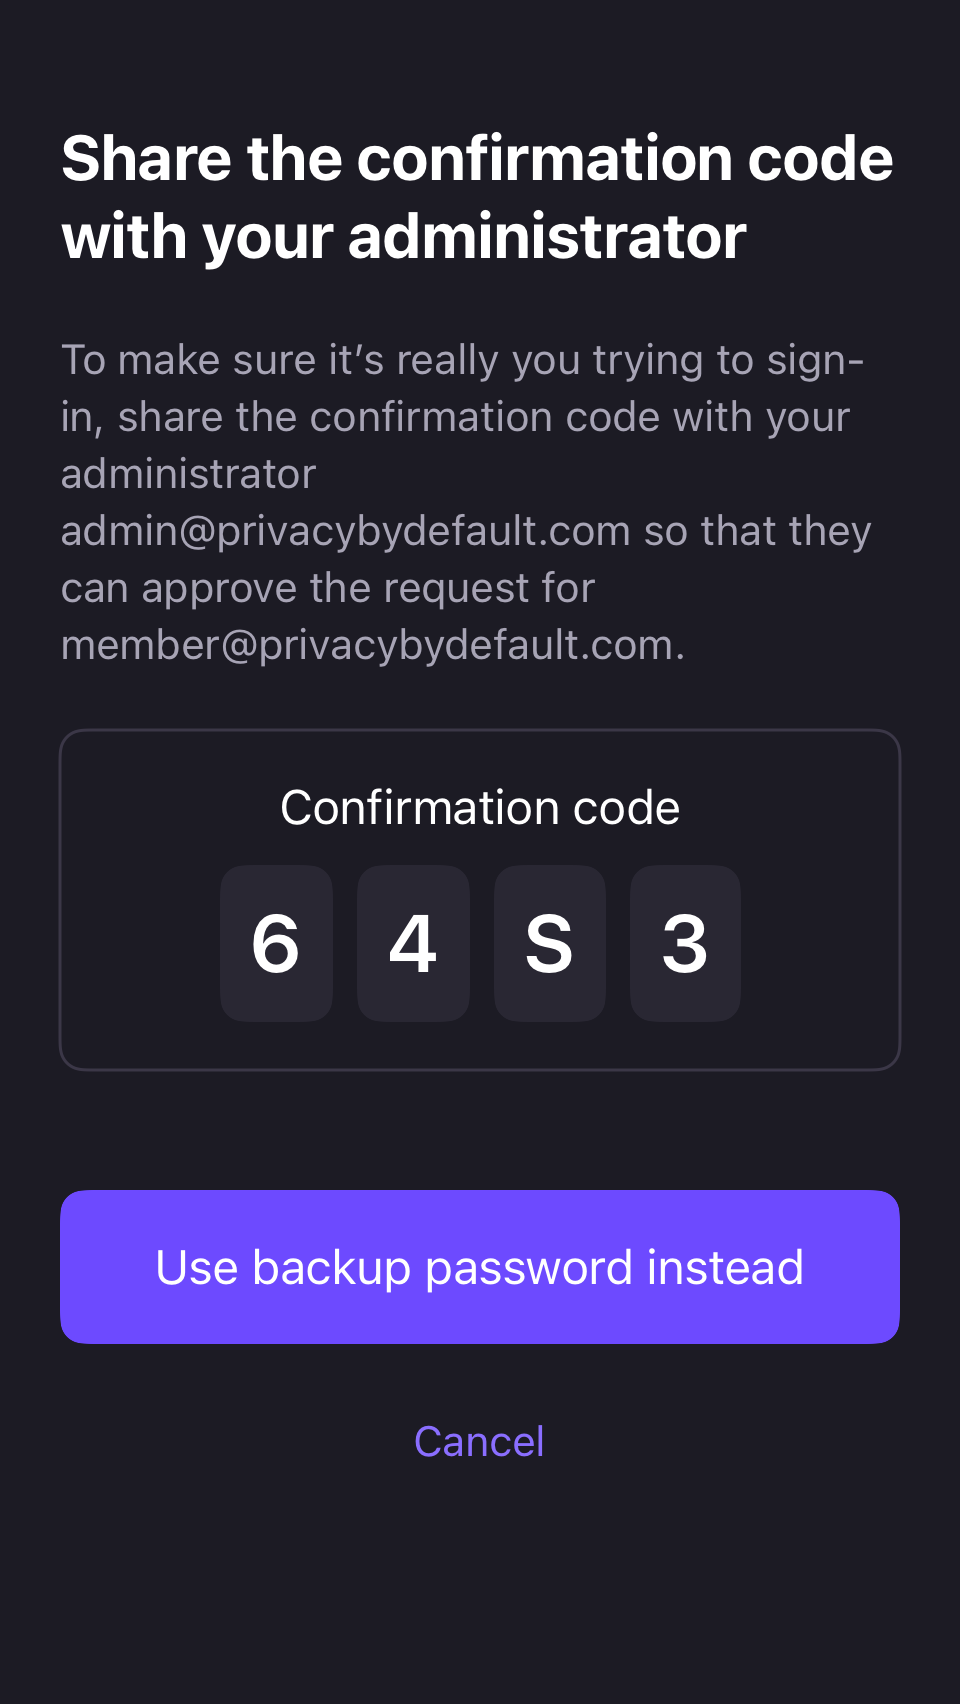 Share the confirmation code
with your administrator
To make sure it’s really you trying to sign-
in, share the confirmation code with your
administrator
admin@privacybydefault.com so that they
can approve the request for
member@privacybydefault.com.
Confirmation code
6 4 S 3
Use backup password instead
Cancel